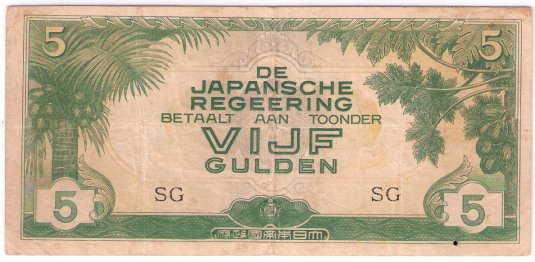 5 5
DE
JAPANSCHE
REGEERING
BETAALT AAN TOONDER
VIJF
GULDEN
SG SG
5 5
府政國帝本日大